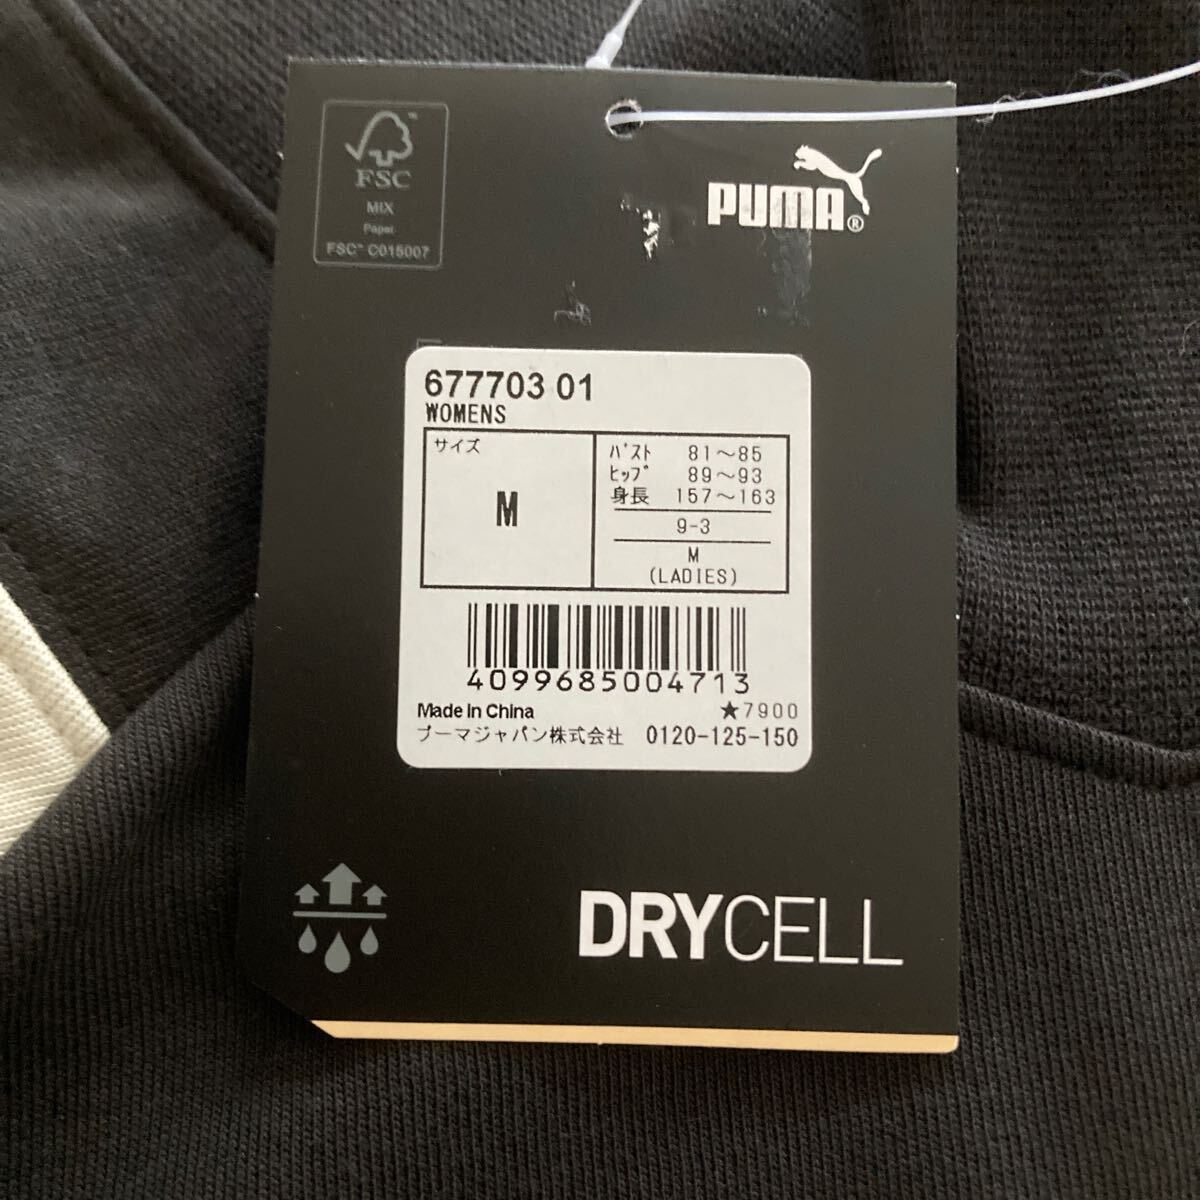 FSC
MIX
Paper
FSC™ C015007
PUMA®
677703 01
WOMENS
サイズ
M
バスト 81～85
ヒップ 89～93
身長 157～163
9-3
M
(LADIES)
4099685004713
Made in China ★7900
プーマジャパン株式会社 0120-125-150
DRYCELL